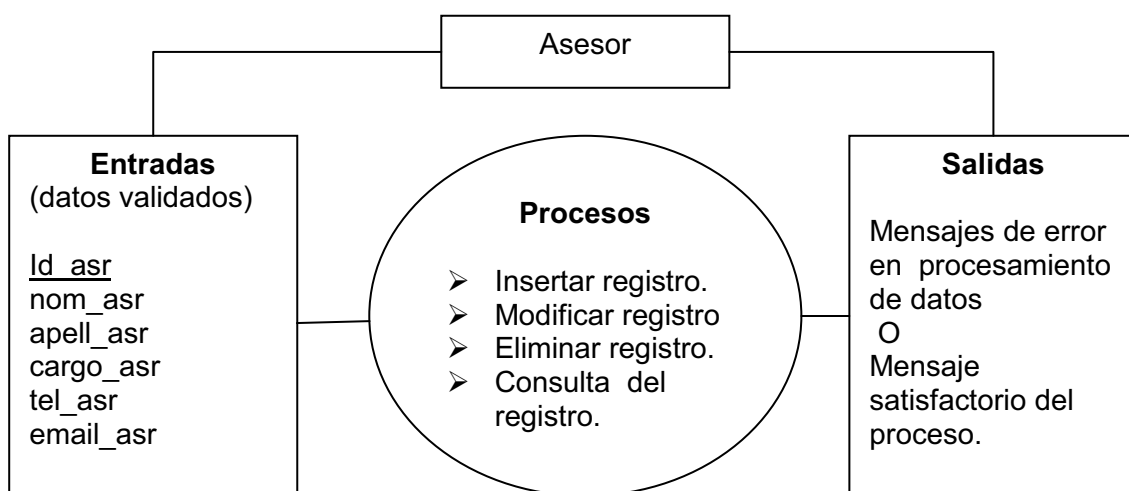 Asesor
Entradas
(datos validados)
Id_asr
nom_asr
apell_asr
cargo_asr
tel_asr
email_asr
Procesos
➢ Insertar registro.
➢ Modificar registro
➢ Eliminar registro.
➢ Consulta del
registro.
Salidas
Mensajes de error
en procesamiento
de datos
O
Mensaje
satisfactorio del
proceso.